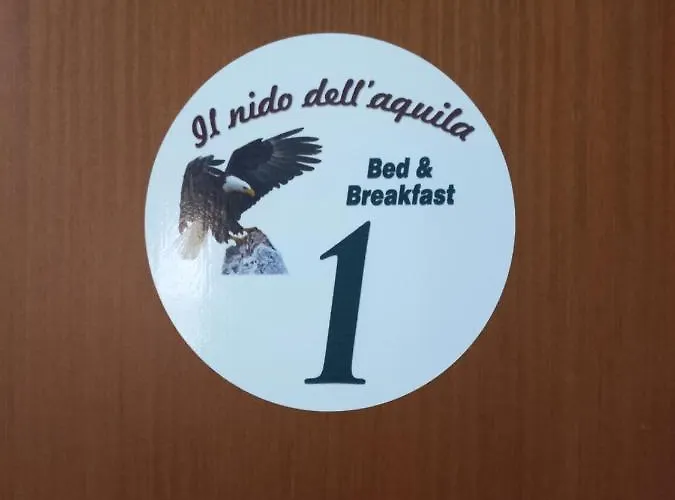 Il nido dell'aquila
Bed &
Breakfast
1